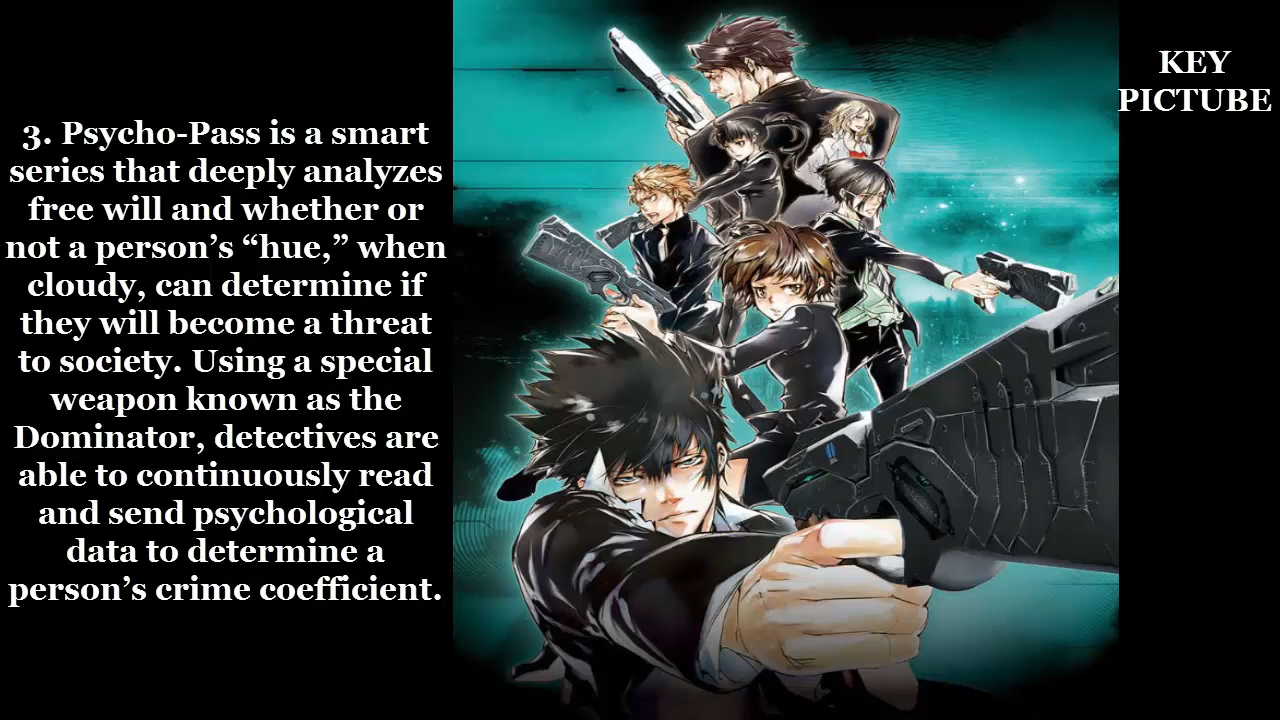 3. Psycho-Pass is a smart
series that deeply analyzes
free will and whether or
not a person’s “hue,” when
cloudy, can determine if
they will become a threat
to society. Using a special
weapon known as the
Dominator, detectives are
able to continuously read
and send psychological
data to determine a
person’s crime coefficient.
KEY
PICTUBE